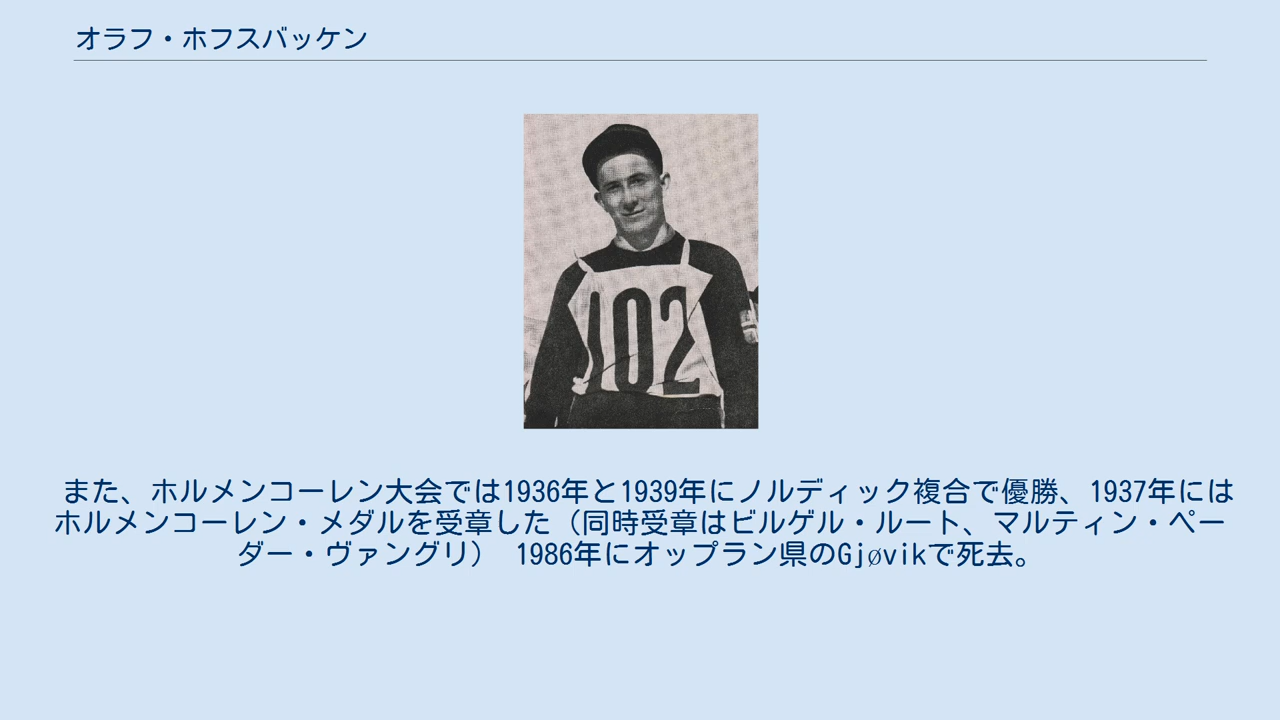 オラフ・ホフスバッケン
102
また、ホルメンコーレン大会では1936年と1939年にノルディック複合で優勝、1937年には
ホルメンコーレン・メダルを受章した（同時受章はビルゲル・ルート、マルティン・ペー
ダー・ヴァングリ） 1986年にオップラン県のGjøvikで死去。